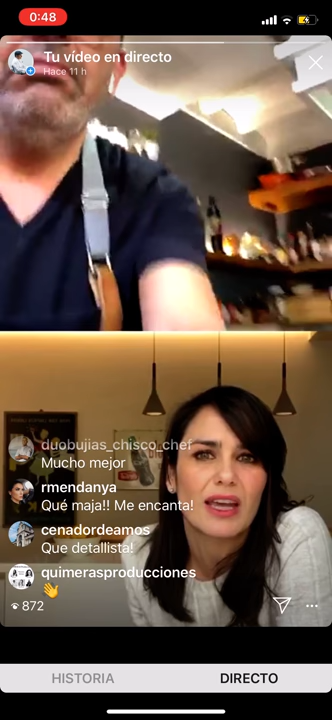 0:48
Tu vídeo en directo
Hace 11 h
duobujias_chisco_chef
Mucho mejor
rmendanya
Qué maja!! Me encanta!
cenadordeamos
Que detallista!
quimerasproducciones
👋
872
HISTORIA
DIRECTO